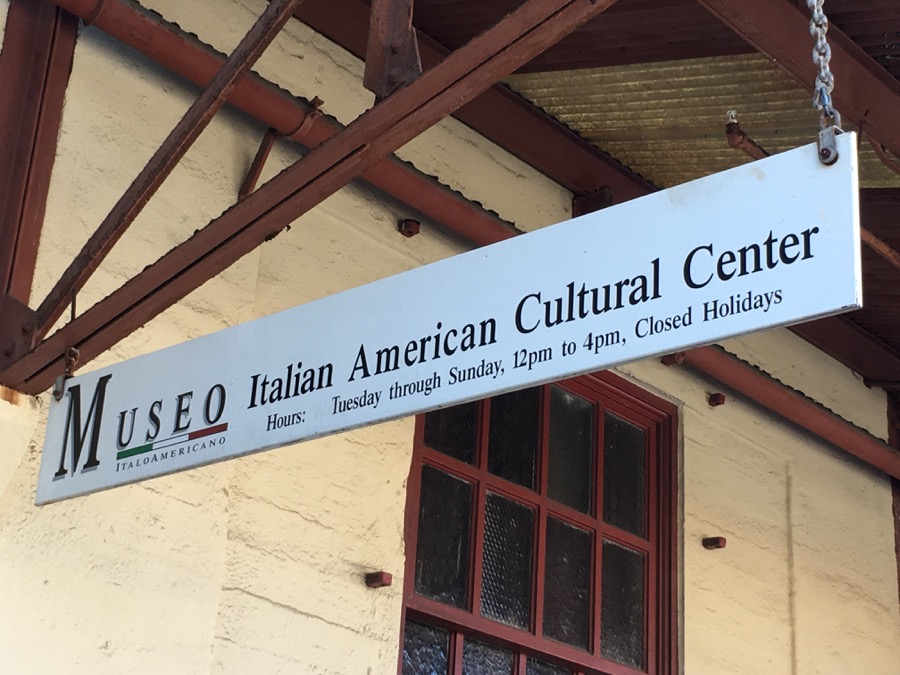 MUSEO
ITALOAMERICANO
Italian American Cultural Center
Hours: Tuesday through Sunday, 12pm to 4pm, Closed Holidays